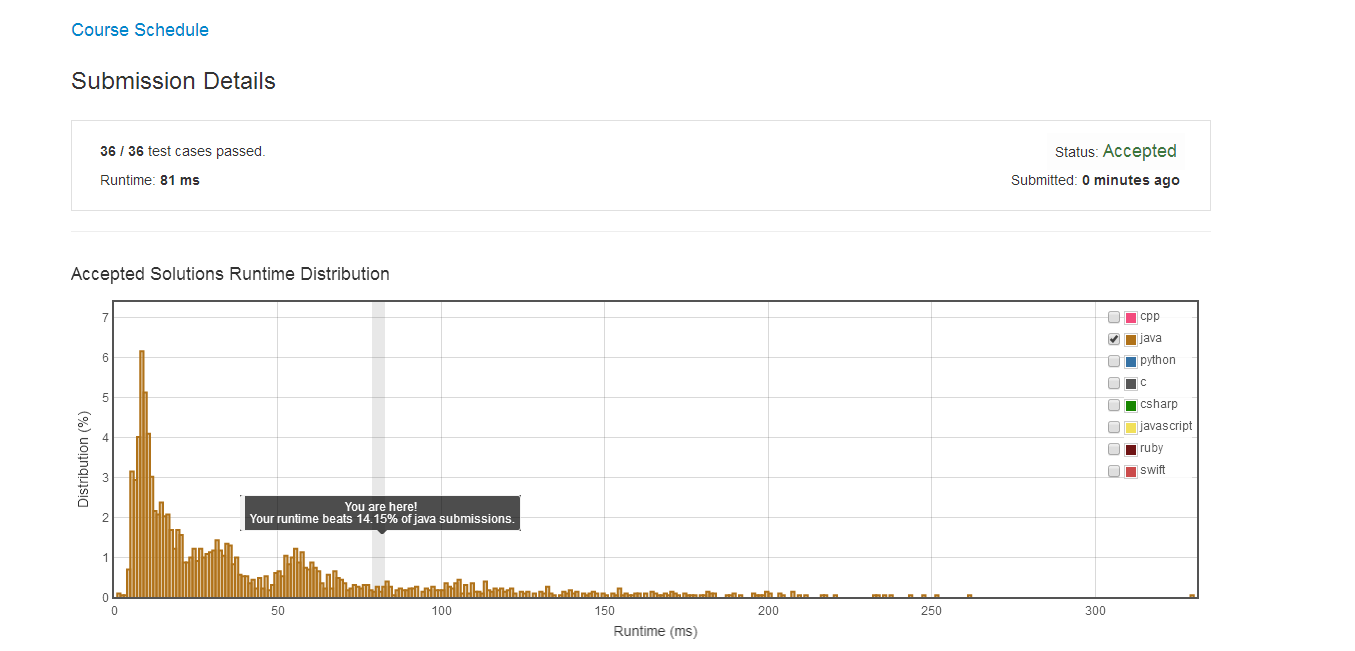 Course Schedule
Submission Details
36 / 36 test cases passed.
Status: Accepted
Runtime: 81 ms
Submitted: 0 minutes ago
Accepted Solutions Runtime Distribution
7
6
5
4
3
2
1
0
Distribution (%)
You are here!
Your runtime beats 14.15% of java submissions.
cpp
java
python
c
csharp
javascript
ruby
swift
0 50 100 150 200 250 300
Runtime (ms)